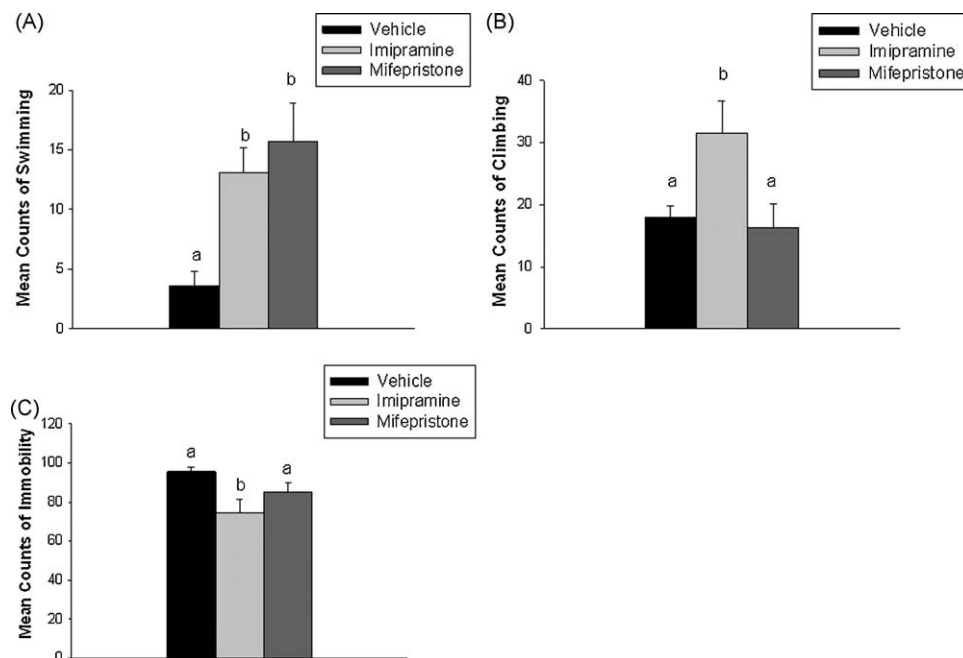 (A)
Vehicle
Imipramine
Mifepristone
Mean Counts of Swimming
20
15
10
5
0
a
b
b
(B)
Vehicle
Imipramine
Mifepristone
Mean Counts of Climbing
40
30
20
10
0
a
b
a
(C)
Vehicle
Imipramine
Mifepristone
Mean Counts of Immobility
120
100
80
60
40
20
0
a
b
a